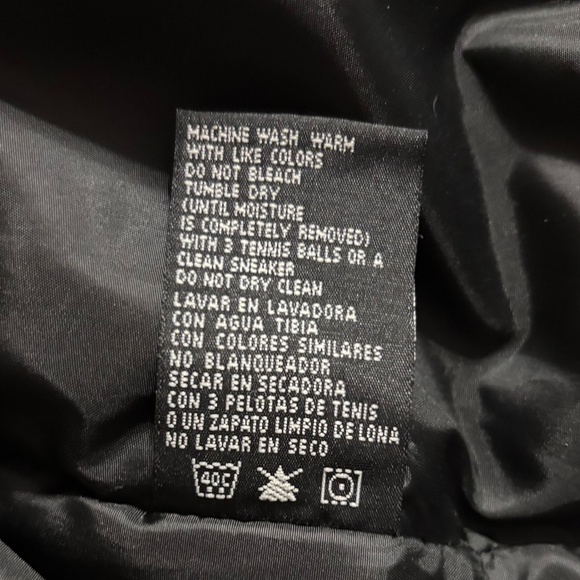 MACHINE WASH WARM
WITH LIKE COLORS
DO NOT BLEACH
TUMBLE DRY
(UNTIL MOISTURE
IS COMPLETELY REMOVED)
WITH 3 TENNIS BALLS OR A
CLEAN SNEAKER
DO NOT DRY CLEAN
LAVAR EN LAVADORA
CON AGUA TIBIA
CON COLORES SIMILARES
NO BLANQUEADOR
SECAR EN SECADORA
CON 3 PELOTAS DE TENIS
O UN ZAPATO LIMPIO DE LONA
NO LAVAR EN SECO
40C